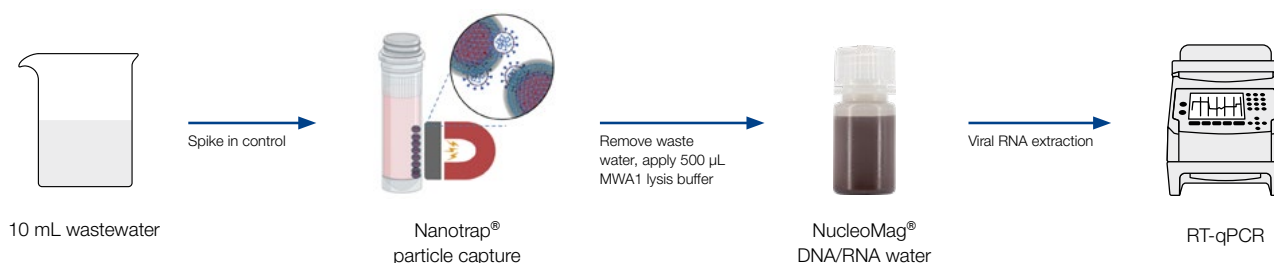 Spike in control
Remove waste
water, apply 500 µL
MWA1 lysis buffer
Viral RNA extraction
10 mL wastewater
Nanotrap®
particle capture
NucleoMag®
DNA/RNA water
RT-qPCR